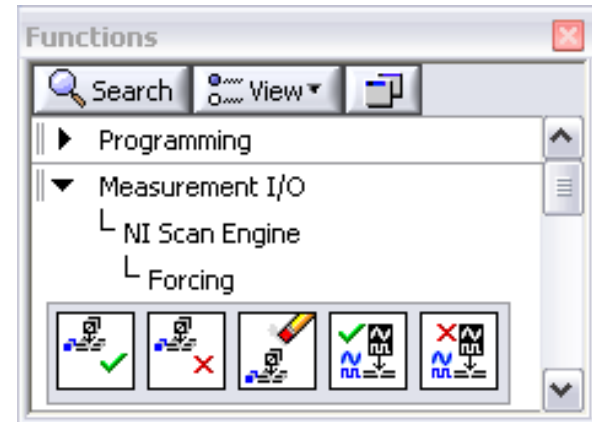 Functions
Search View
Programming
Measurement I/O
NI Scan Engine
Forcing